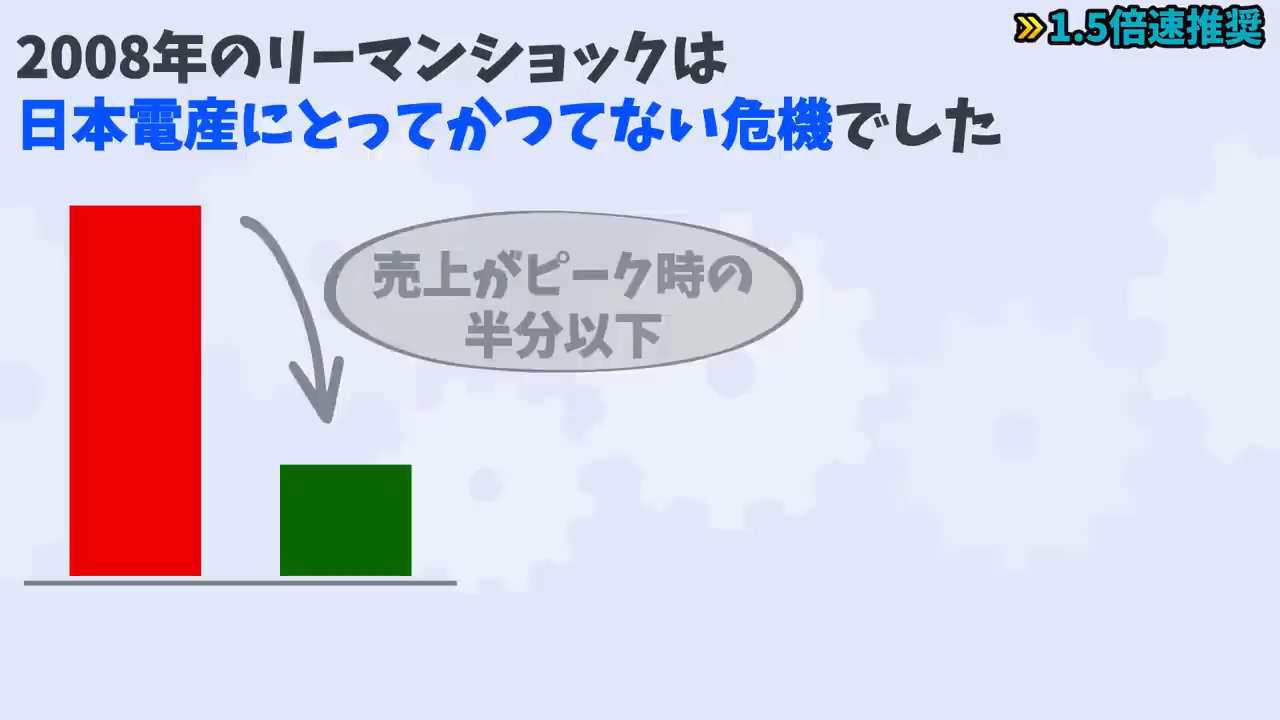 1.5倍速推奨
2008年のリーマンショックは
日本電産にとってかつてない危機でした
売上がピーク時の
半分以下